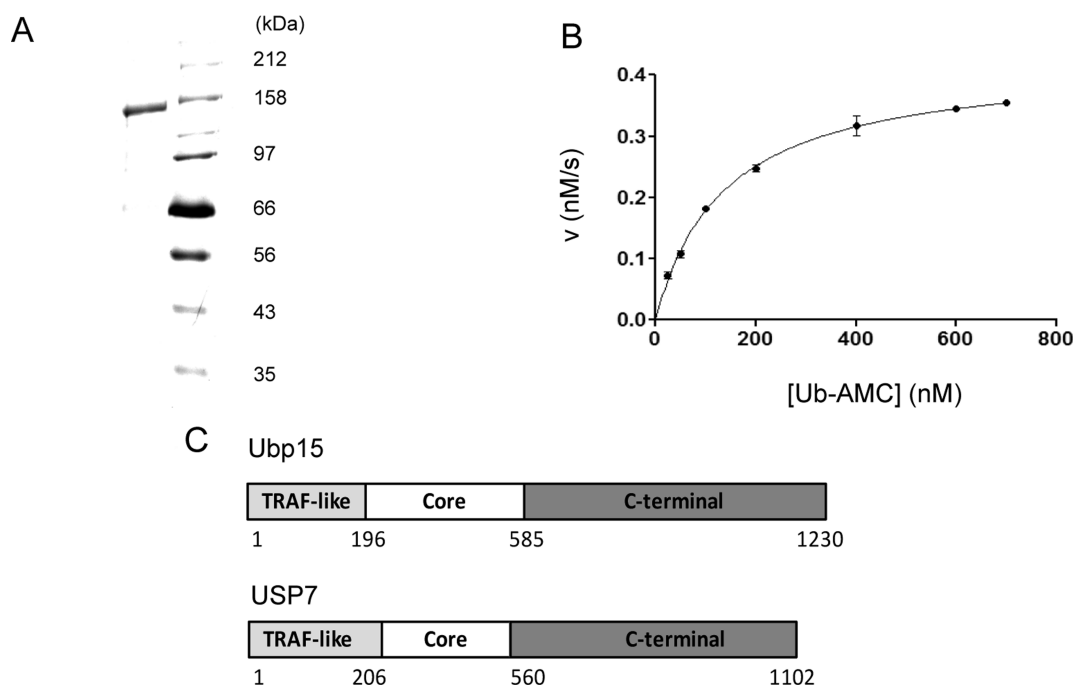 A
(kDa)
212
158
97
66
56
43
35
B
0.4
0.3
0.2
0.1
0.0
v (nM/s)
0 200 400 600 800
[Ub-AMC] (nM)
C
Ubp15
TRAF-like Core C-terminal
1 196 585 1230
USP7
TRAF-like Core C-terminal
1 206 560 1102